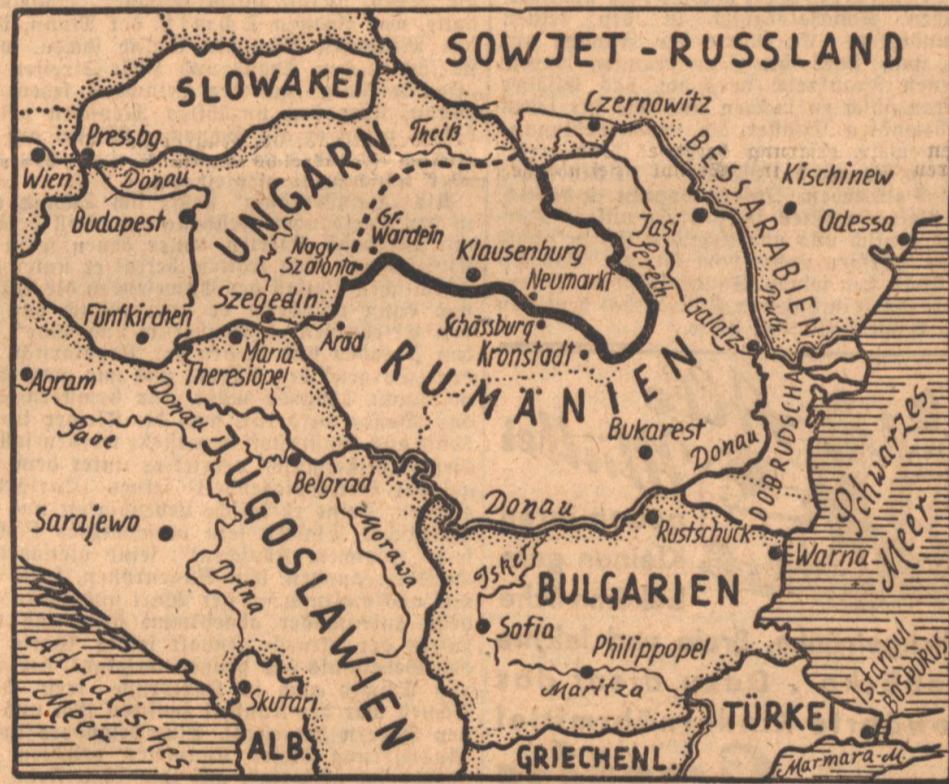 SOWJET-RUSSLAND
SLOWAKEI
Czernowitz
Theiß
Pressbg.
Wien
Donau
UNGARN
BESSARABEN
Kischinew
Budapest
Gr.
Wardein
Jasi
Odessa
Nagy-
Szalonta
Klausenburg
Sereth
Neumarkt
Szegedin
Pruth
Fünfkirchen
Arad
Schässburg
Galatz
Maria
Theresiopel
Kronstadt
Agram
RUMÄNIEN
Donau
Save
Bukarest
Donau
DOBRUDSCHA
Schwarzes
Meer
JUGOSLAWIEN
Belgrad
Donau
Sarajewo
Morawa
Rustschuck
Warna
Isker
BULGARIEN
Drina
Sofia
Philippopel
Maritza
Istanbul
BOSPORUS
Adriatisches
Meer
Skutari
TÜRKEI
ALB.
GRIECHENL.
Marmara-M.